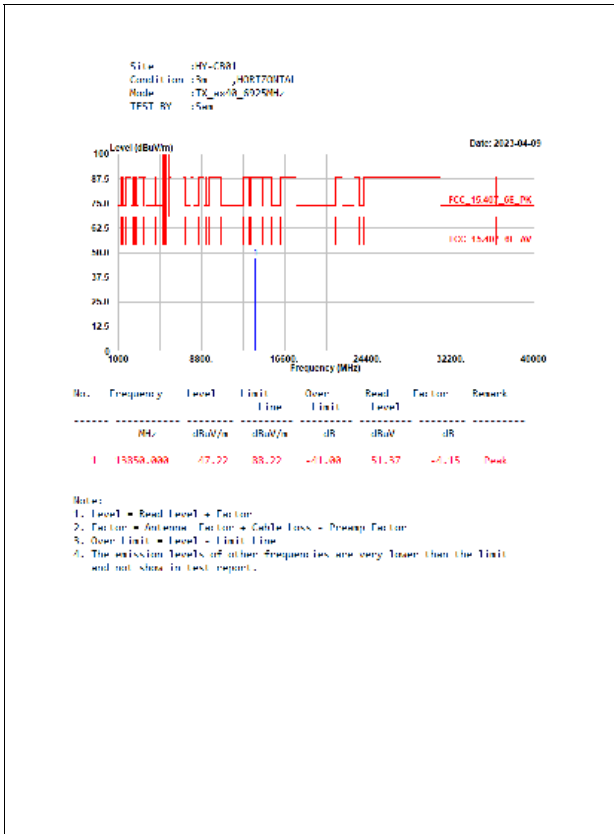 Site :HY-CB01
Condition :3m ,HORIZONTAL
Mode :TX_ax40_6925MHz
TEST BY :Sam
Level (dBuV/m)
Date: 2023-04-09
100
87.5
75.0
62.5
50.0
37.5
25.0
12.5
0
FCC_15.407_6E_PK
FCC_15.407_6E_AV
1000 8800. 16600. 24400. 32200. 40000
Frequency (MHz)
No. Frequency Level Limit Over Read Factor Remark
Line Limit Level
------ --------- -------- -------- -------- -------- -------- --------
MHz dBuV/m dBuV/m dB dBuV dB
1 13850.000 47.22 88.22 -41.00 51.37 -4.15 Peak
Note:
1. Level = Read Level + Factor
2. Factor = Antenna Factor + Cable Loss - Preamp Factor
3. Over Limit = Level - Limit Line
4. The emission levels of other frequencies are very lower than the limit
and not show in test report.